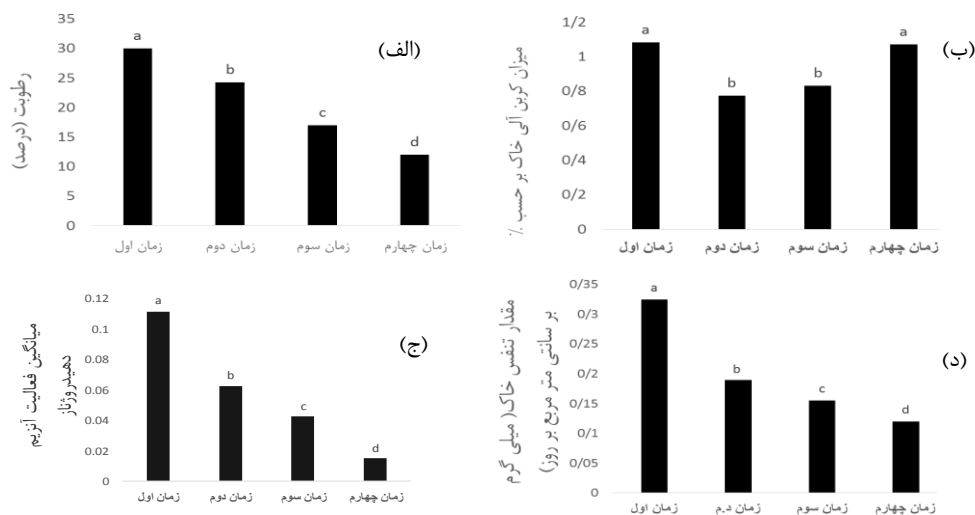 (الف)
رطوبت (درصد)
35
30
25
20
15
10
5
0
a
b
c
d
زمان اول
زمان دوم
زمان سوم
زمان چهارم
(ب)
میزان کربن آلی خاک بر حسب %
1/2
1
0/8
0/6
0/4
0/2
0
a
b
b
a
زمان اول
زمان دوم
زمان سوم
زمان چهارم
(ج)
میانگین فعالیت آنزیم
دهیدروژناز
0.12
0.1
0.08
0.06
0.04
0.02
0
a
b
c
d
زمان اول
زمان دوم
زمان سوم
زمان چهارم
(د)
مقدار تنفس خاک( میلی گرم
بر سانتی متر مربع بر روز)
0/35
0/3
0/25
0/2
0/15
0/1
0/05
0
a
b
c
d
زمان اول
زمان د.م
زمان سوم
زمان چهارم